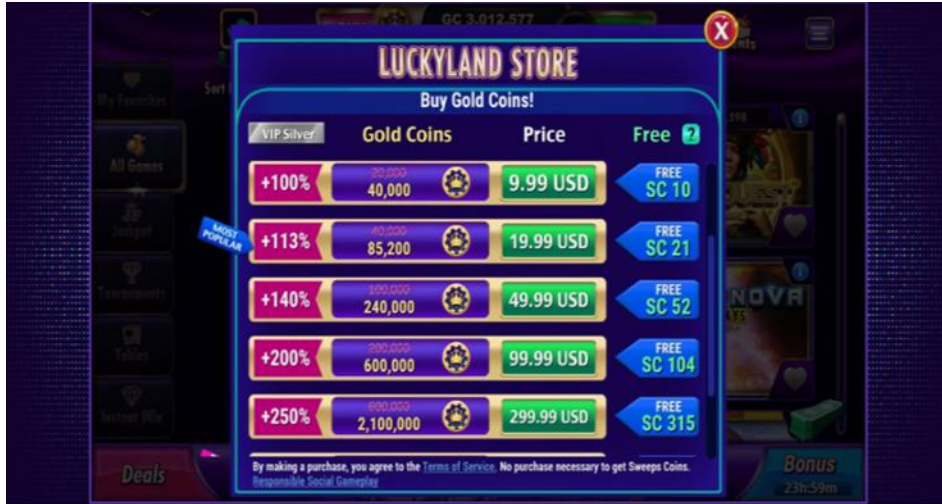 GC 3,012,577
LUCKYLAND STORE
Buy Gold Coins!
VIP Silver Gold Coins Price Free ?
+100% 20,000 40,000 9.99 USD FREE SC 10
MOST POPULAR
+113% 40,000 85,200 19.99 USD FREE SC 21
+140% 100,000 240,000 49.99 USD FREE SC 52
+200% 200,000 600,000 99.99 USD FREE SC 104
+250% 600,000 2,100,000 299.99 USD FREE SC 315
By making a purchase, you agree to the Terms of Service. No purchase necessary to get Sweeps Coins.
Responsible Social Gameplay
X
Sort
My Favorites
All Games
Jackpot
Tournaments
Tables
Instant Win
Deals
Bonus
23h:59m